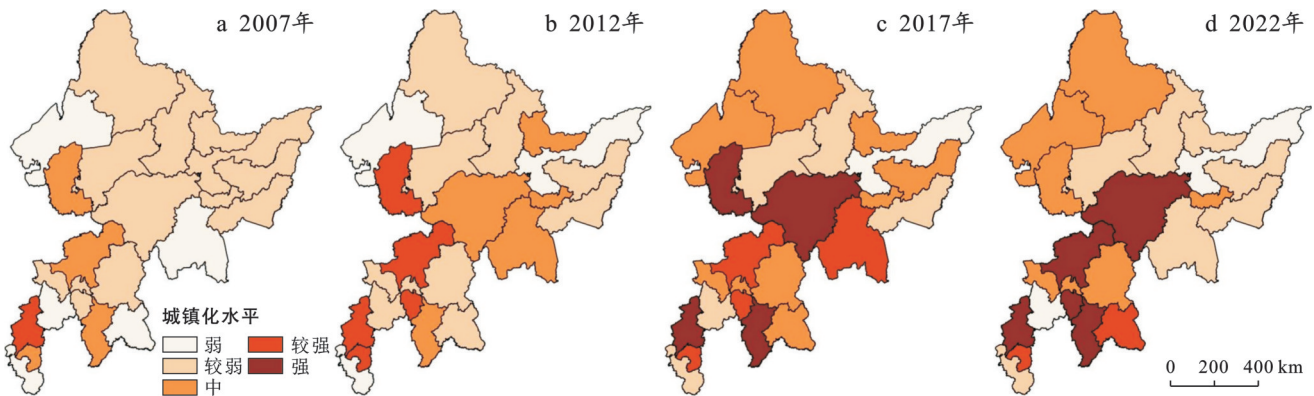 a 2007年
b 2012年
c 2017年
d 2022年
城镇化水平
弱
较弱
中
较强
强
0 200 400 km